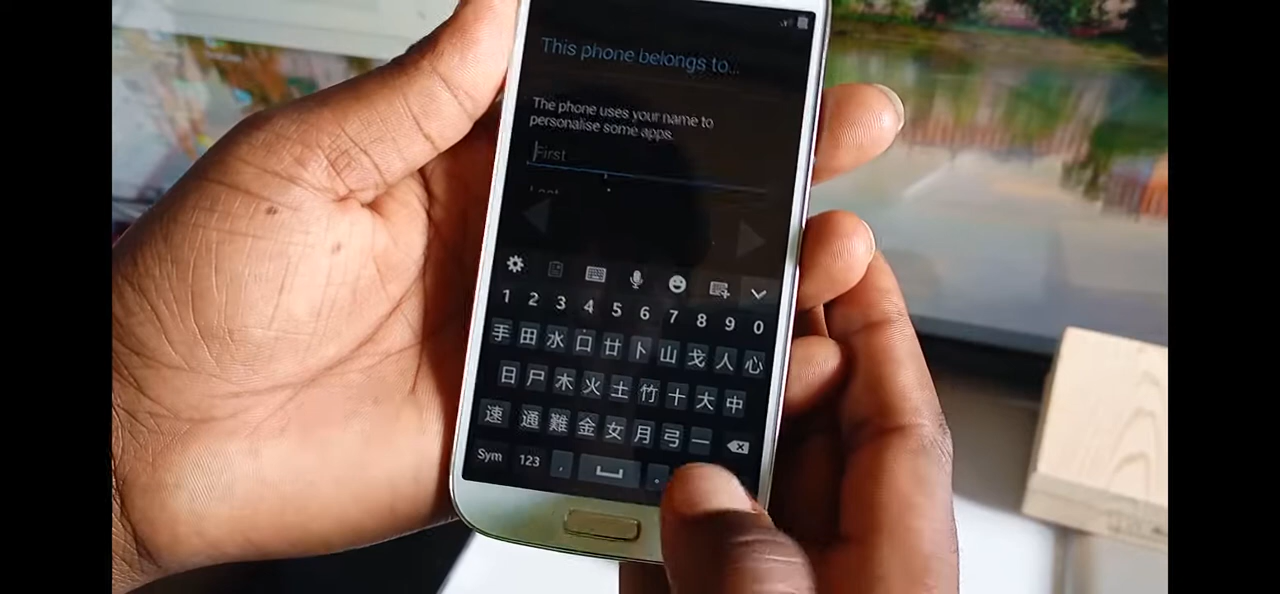 This phone belongs to...
The phone uses your name to
personalise some apps.
First
1 2 3 4 5 6 7 8 9 0
手 田 水 口 廿 卜 山 戈 人 心
日 尸 木 火 土 竹 十 大 中
速 通 難 金 女 月 弓 一
Sym 123 , 。